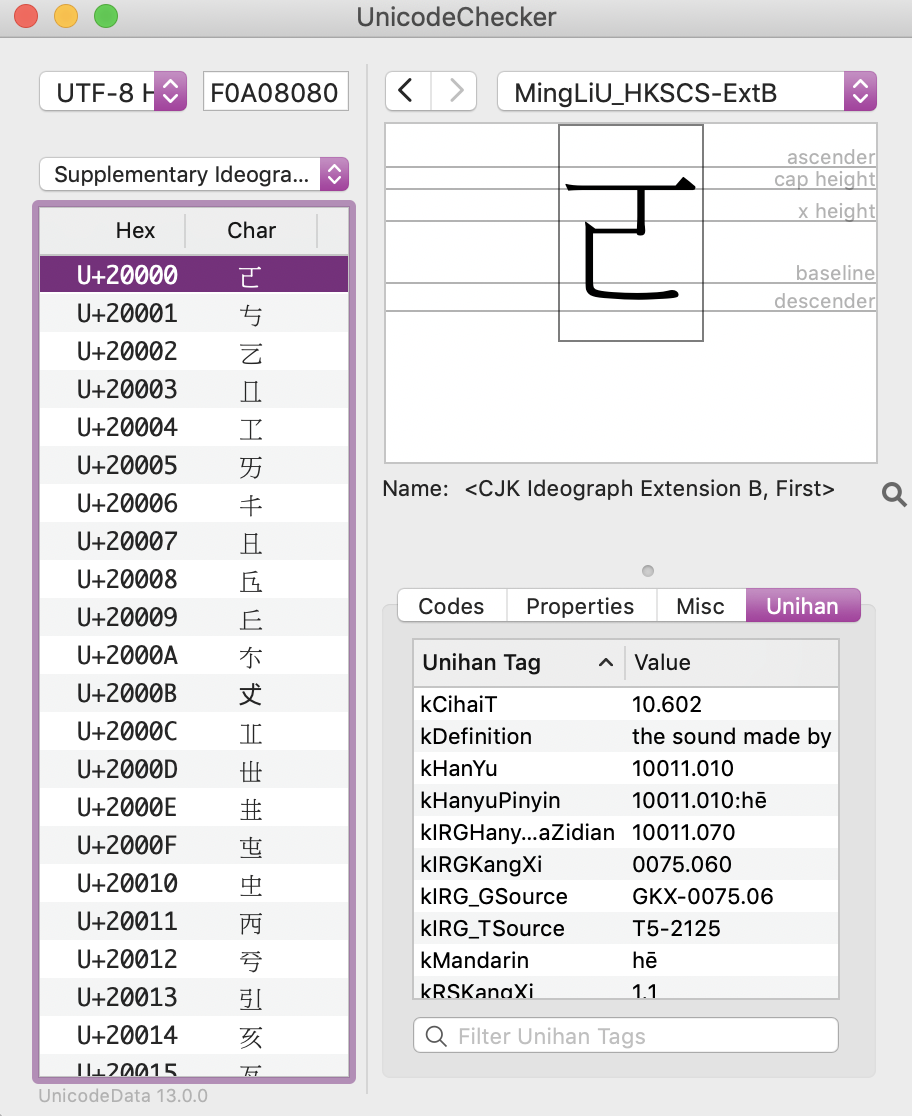 UnicodeChecker
UTF-8 H
F0A08080
MingLiU_HKSCS-ExtB
Supplementary Ideogra...
Hex Char
U+20000 𠀀
U+20001 𠀁
U+20002 𠀂
U+20003 𠀃
U+20004 𠀄
U+20005 𠀅
U+20006 𠀆
U+20007 𠀇
U+20008 𠀈
U+20009 𠀉
U+2000A 𠀊
U+2000B 𠀋
U+2000C 𠀌
U+2000D 𠀍
U+2000E 𠀎
U+2000F 𠀏
U+20010 𠀐
U+20011 𠀑
U+20012 𠀒
U+20013 𠀓
U+20014 𠀔
U+20015 𠀕
UnicodeData 13.0.0
𠀀
ascender
cap height
x height
baseline
descender
Name: <CJK Ideograph Extension B, First>
Codes Properties Misc Unihan
Unihan Tag Value
kCihaiT 10.602
kDefinition the sound made by
kHanYu 10011.010
kHanyuPinyin 10011.010:hē
kIRGHany...aZidian 10011.070
kIRGKangXi 0075.060
kIRG_GSource GKX-0075.06
kIRG_TSource T5-2125
kMandarin hē
kRSKangXi 1.1
Filter Unihan Tags